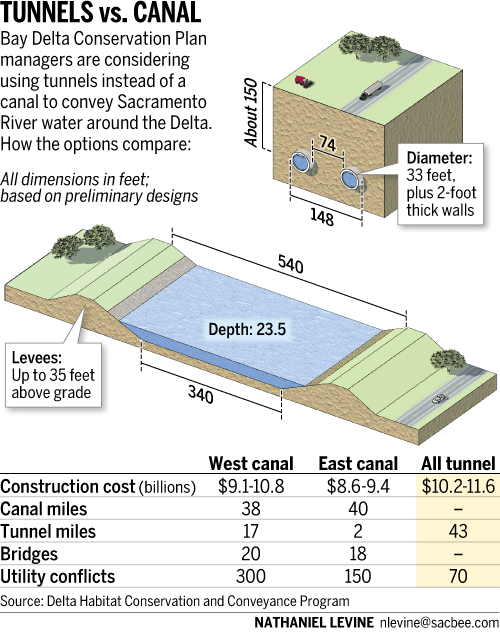 TUNNELS vs. CANAL
Bay Delta Conservation Plan
managers are considering
using tunnels instead of a
canal to convey Sacramento
River water around the Delta.
How the options compare:
All dimensions in feet;
based on preliminary designs
About 150
74
148
Diameter:
33 feet,
plus 2-foot
thick walls
540
Depth: 23.5
340
Levees:
Up to 35 feet
above grade
West canal East canal All tunnel
Construction cost (billions) $9.1-10.8 $8.6-9.4 $10.2-11.6
Canal miles 38 40 –
Tunnel miles 17 2 43
Bridges 20 18 –
Utility conflicts 300 150 70
Source: Delta Habitat Conservation and Conveyance Program
NATHANIEL LEVINE nlevine@sacbee.com